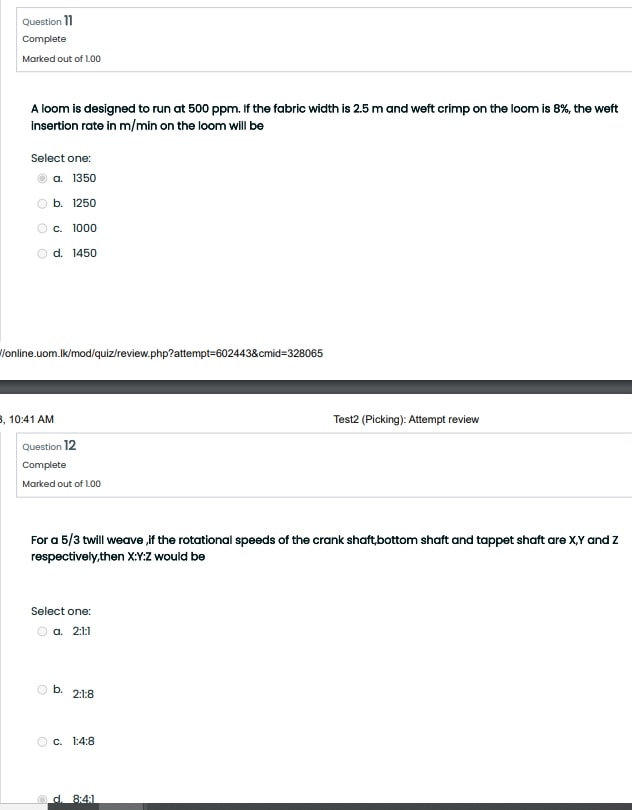 Question 11
Complete
Marked out of 1.00
A loom is designed to run at 500 ppm. If the fabric width is 2.5 m and weft crimp on the loom is 8%, the weft
insertion rate in m/min on the loom will be
Select one:
a. 1350
b. 1250
c. 1000
d. 1450
//online.uom.lk/mod/quiz/review.php?attempt=602443&cmid=328065
3, 10:41 AM Test2 (Picking): Attempt review
Question 12
Complete
Marked out of 1.00
For a 5/3 twill weave ,if the rotational speeds of the crank shaft,bottom shaft and tappet shaft are X,Y and Z
respectively,then X:Y:Z would be
Select one:
a. 2:1:1
b. 2:1:8
c. 1:4:8
d. 8:4:1